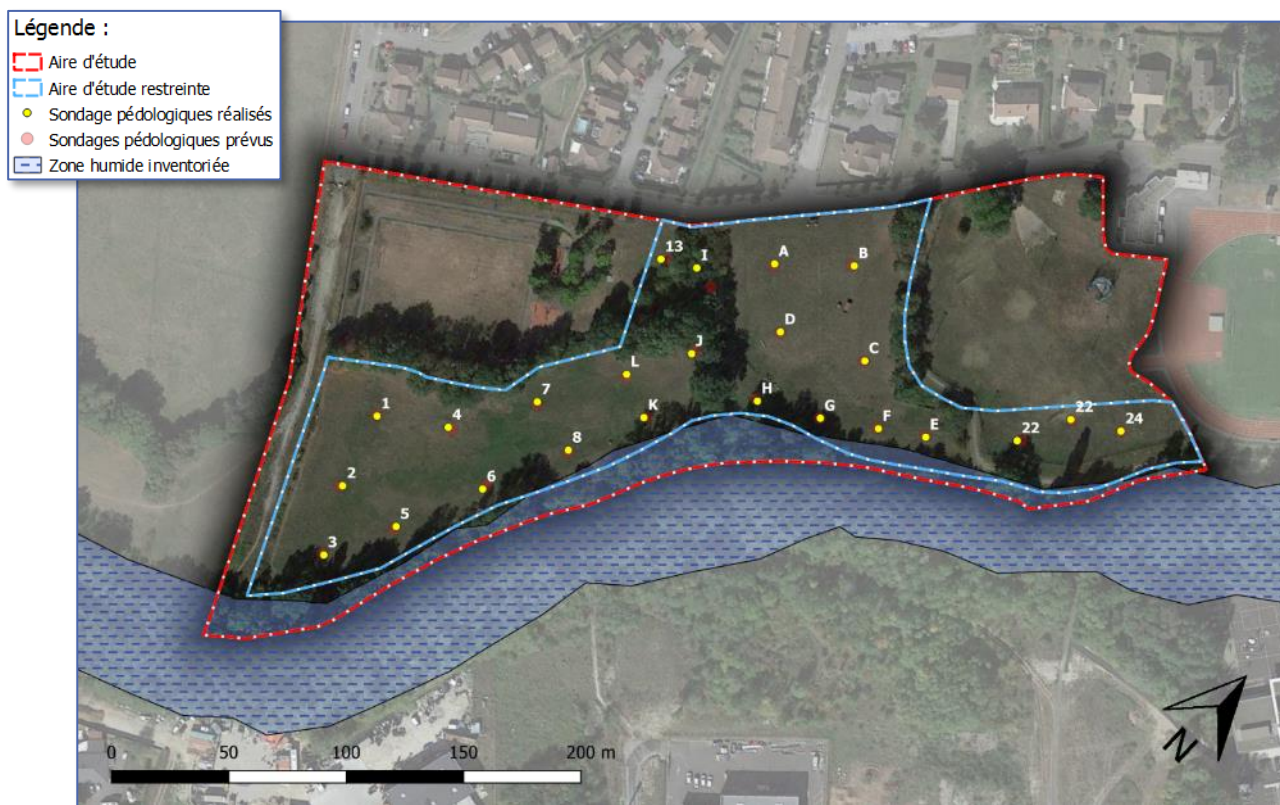 Légende :
Aire d'étude
Aire d'étude restreinte
Sondage pédologiques réalisés
Sondages pédologiques prévus
Zone humide inventoriée
13
I
A
B
D
J
C
L
7
H
K
1
4
G
F
E
22
22
24
8
2
6
5
3
0
50
100
150
200 m
N